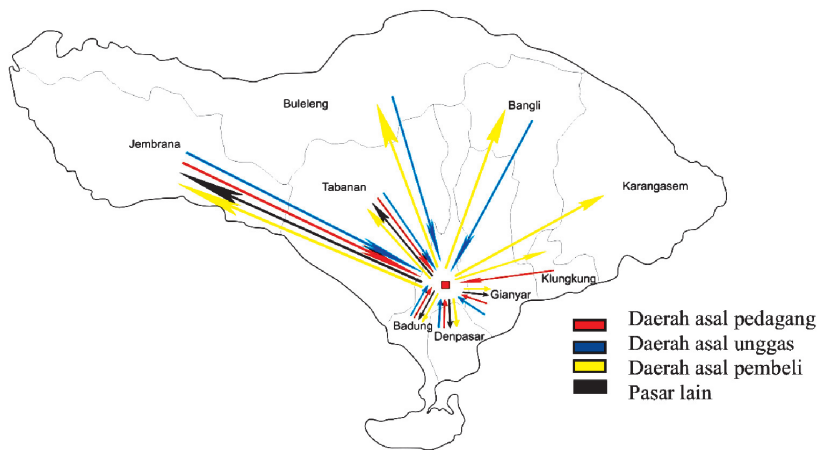 Buleleng
Bangli
Jembrana
Tabanan
Karangasem
Klungkung
Gianyar
Badung
Denpasar
Daerah asal pedagang
Daerah asal unggas
Daerah asal pembeli
Pasar lain